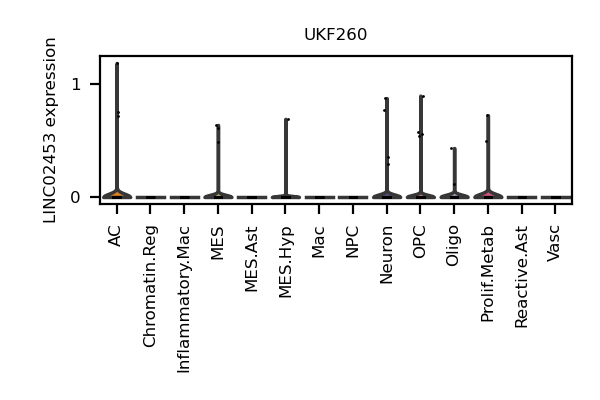 UKF260
LINC02453 expression
1
0
AC
Chromatin.Reg
Inflammatory.Mac
MES
MES.Ast
MES.Hyp
Mac
NPC
Neuron
OPC
Oligo
Prolif.Metab
Reactive.Ast
Vasc